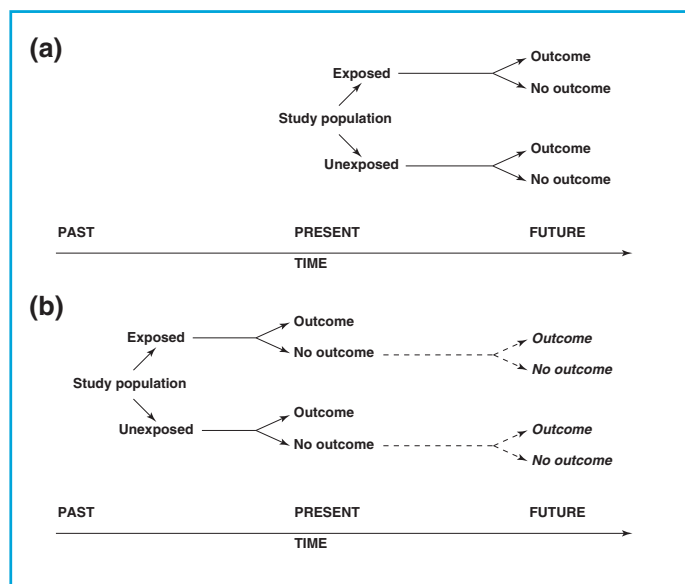 (a)
Outcome
Exposed
No outcome
Study population
Outcome
Unexposed
No outcome
PAST PRESENT FUTURE
TIME
(b)
Outcome
Exposed
Outcome
No outcome
No outcome
Study population
Outcome
Unexposed
Outcome
No outcome
No outcome
PAST PRESENT FUTURE
TIME